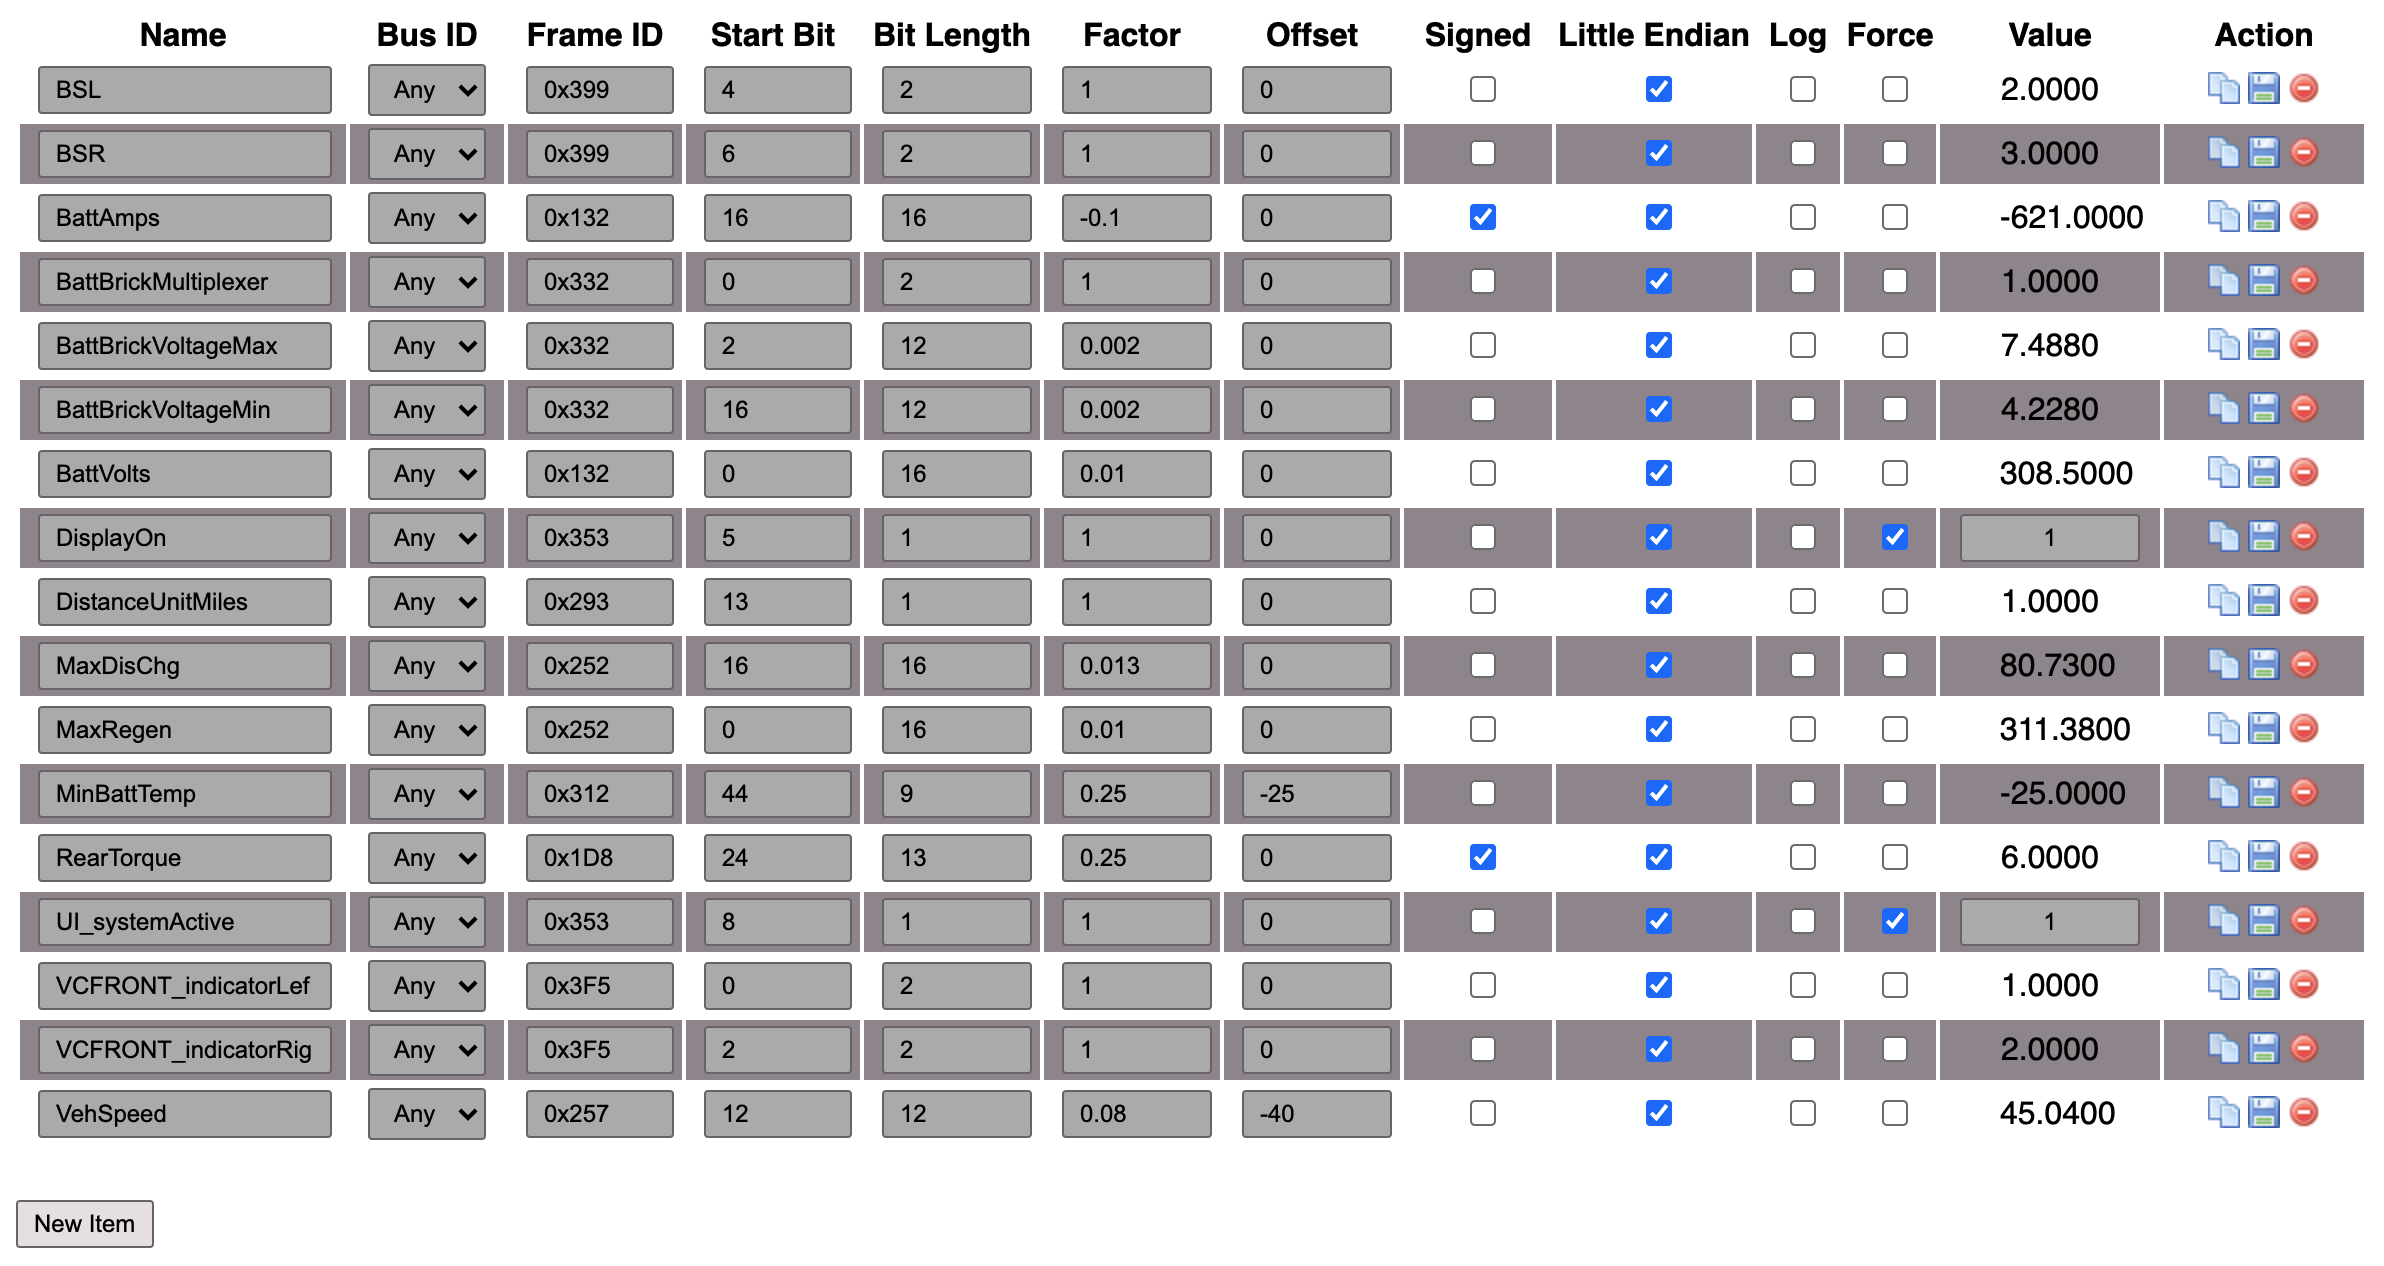 Name Bus ID Frame ID Start Bit Bit Length Factor Offset Signed Little Endian Log Force Value Action
BSL Any 0x399 4 2 1 0 2.0000
BSR Any 0x399 6 2 1 0 3.0000
BattAmps Any 0x132 16 16 -0.1 0 -621.0000
BattBrickMultiplexer Any 0x332 0 2 1 0 1.0000
BattBrickVoltageMax Any 0x332 2 12 0.002 0 7.4880
BattBrickVoltageMin Any 0x332 16 12 0.002 0 4.2280
BattVolts Any 0x132 0 16 0.01 0 308.5000
DisplayOn Any 0x353 5 1 1 0 1
DistanceUnitMiles Any 0x293 13 1 1 0 1.0000
MaxDisChg Any 0x252 16 16 0.013 0 80.7300
MaxRegen Any 0x252 0 16 0.01 0 311.3800
MinBattTemp Any 0x312 44 9 0.25 -25 -25.0000
RearTorque Any 0x1D8 24 13 0.25 0 6.0000
UI_systemActive Any 0x353 8 1 1 0 1
VCFRONT_indicatorLef Any 0x3F5 0 2 1 0 1.0000
VCFRONT_indicatorRig Any 0x3F5 2 2 1 0 2.0000
VehSpeed Any 0x257 12 12 0.08 -40 45.0400
New Item